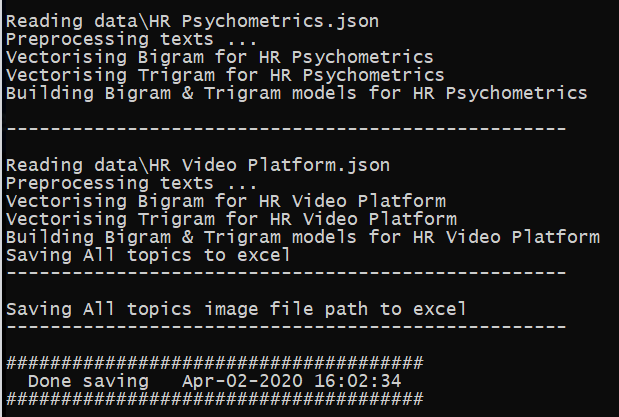 Reading data\HR Psychometrics.json
Preprocessing texts ...
Vectorising Bigram for HR Psychometrics
Vectorising Trigram for HR Psychometrics
Building Bigram & Trigram models for HR Psychometrics
---------------------------------------------------
Reading data\HR Video Platform.json
Preprocessing texts ...
Vectorising Bigram for HR Video Platform
Vectorising Trigram for HR Video Platform
Building Bigram & Trigram models for HR Video Platform
Saving All topics to excel
---------------------------------------------------
Saving All topics image file path to excel
---------------------------------------------------
######################################
  Done saving   Apr-02-2020 16:02:34
######################################